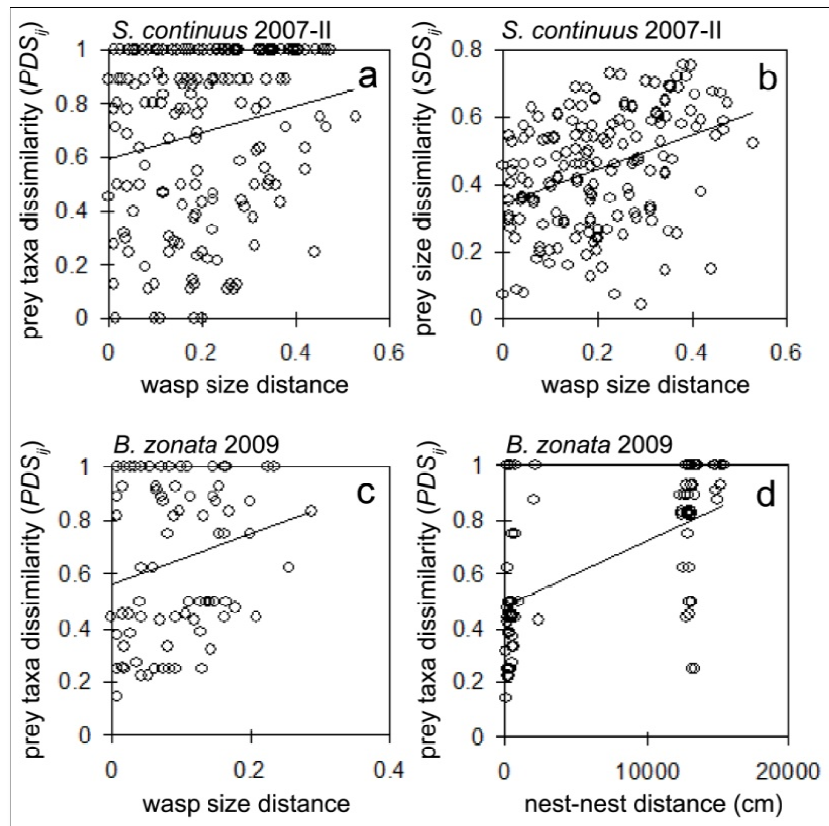 S. continuus 2007-II
prey taxa dissimilarity (PDSij)
1
0.8
0.6
0.4
0.2
0
a
0
0.2
0.4
0.6
wasp size distance
S. continuus 2007-II
prey size dissimilarity (SDSij)
0.8
0.6
0.4
0.2
0
b
0
0.2
0.4
0.6
wasp size distance
B. zonata 2009
prey taxa dissimilarity (PDSij)
1
0.8
0.6
0.4
0.2
0
c
0
0.2
0.4
wasp size distance
B. zonata 2009
prey taxa dissimilarity (PDSij)
1
0.8
0.6
0.4
0.2
0
d
0
10000
20000
nest-nest distance (cm)